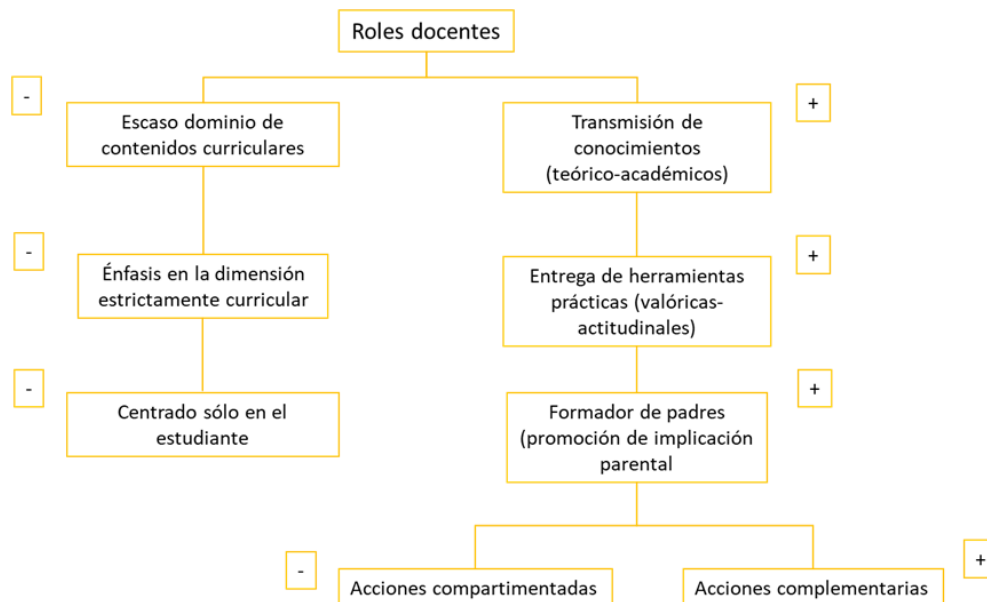 Roles docentes
-
Escaso dominio de
contenidos curriculares
+
Transmisión de
conocimientos
(teórico-académicos)
-
Énfasis en la dimensión
estrictamente curricular
+
Entrega de herramientas
prácticas (valóricas-
actitudinales)
-
Centrado sólo en el
estudiante
+
Formador de padres
(promoción de implicación
parental
-
Acciones compartimentadas
Acciones complementarias
+